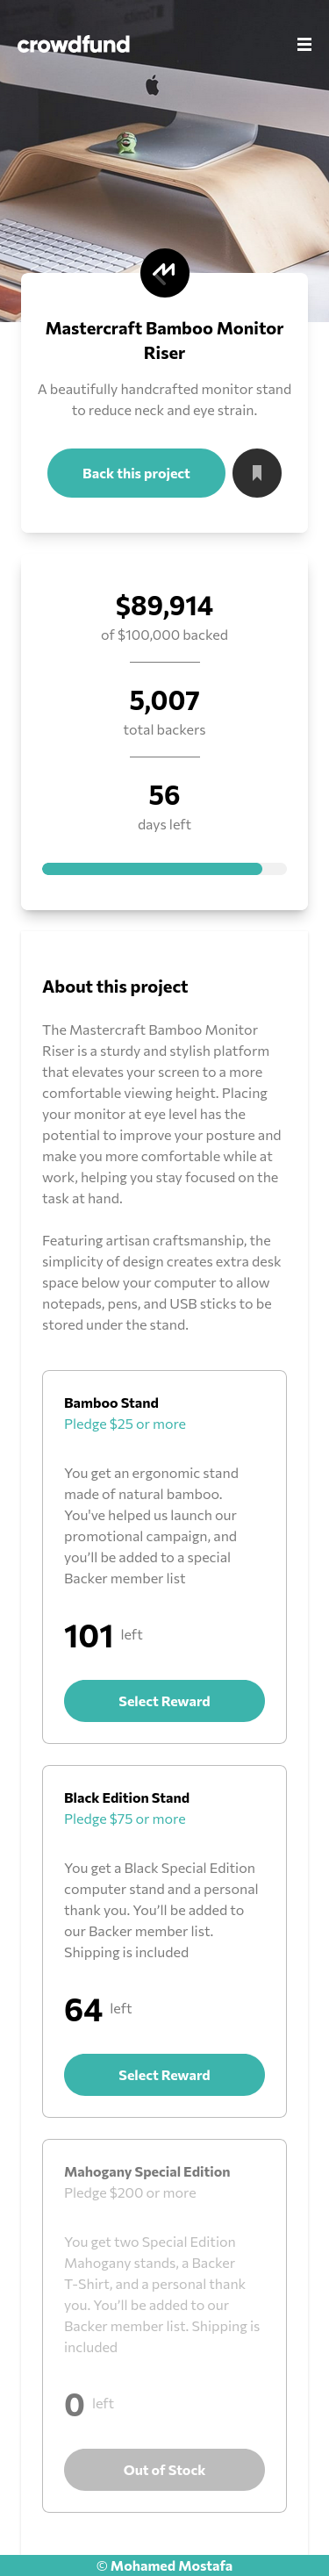 crowdfund
Mastercraft Bamboo Monitor
Riser
A beautifully handcrafted monitor stand
to reduce neck and eye strain.
Back this project
$89,914
of $100,000 backed
5,007
total backers
56
days left
About this project
The Mastercraft Bamboo Monitor
Riser is a sturdy and stylish platform
that elevates your screen to a more
comfortable viewing height. Placing
your monitor at eye level has the
potential to improve your posture and
make you more comfortable while at
work, helping you stay focused on the
task at hand.
Featuring artisan craftsmanship, the
simplicity of design creates extra desk
space below your computer to allow
notepads, pens, and USB sticks to be
stored under the stand.
Bamboo Stand
Pledge $25 or more
You get an ergonomic stand
made of natural bamboo.
You've helped us launch our
promotional campaign, and
you'll be added to a special
Backer member list
101 left
Select Reward
Black Edition Stand
Pledge $75 or more
You get a Black Special Edition
computer stand and a personal
thank you. You'll be added to
our Backer member list.
Shipping is included
64 left
Select Reward
Mahogany Special Edition
Pledge $200 or more
You get two Special Edition
Mahogany stands, a Backer
T-Shirt, and a personal thank
you. You'll be added to our
Backer member list. Shipping is
included
0 left
Out of Stock
© Mohamed Mostafa